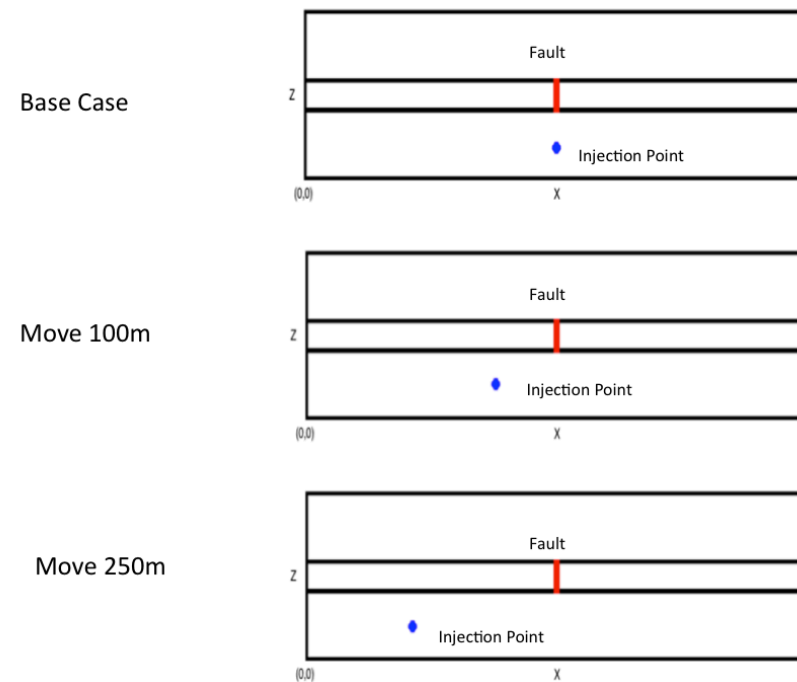 Fault
Base Case
Z
Injection Point
(0,0)
X
Fault
Move 100m
Z
Injection Point
(0,0)
X
Fault
Move 250m
Z
Injection Point
(0,0)
X